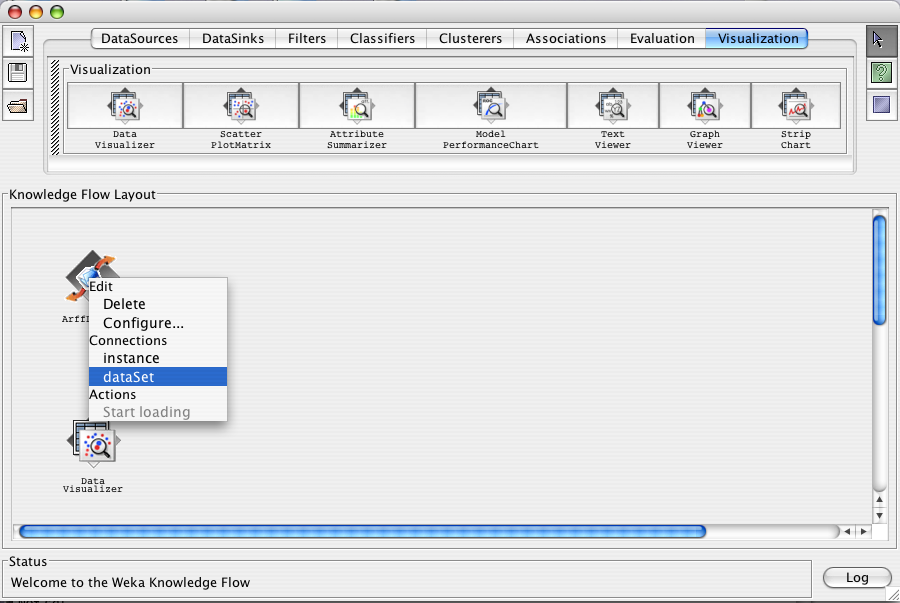 DataSources DataSinks Filters Classifiers Clusterers Associations Evaluation Visualization
Visualization
Data Visualizer
Scatter PlotMatrix
Attribute Summarizer
Model PerformanceChart
Text Viewer
Graph Viewer
Strip Chart
Knowledge Flow Layout
Edit
Delete
Configure...
Connections
instance
dataSet
Actions
Start loading
Data
Visualizer
Status
Welcome to the Weka Knowledge Flow
Log